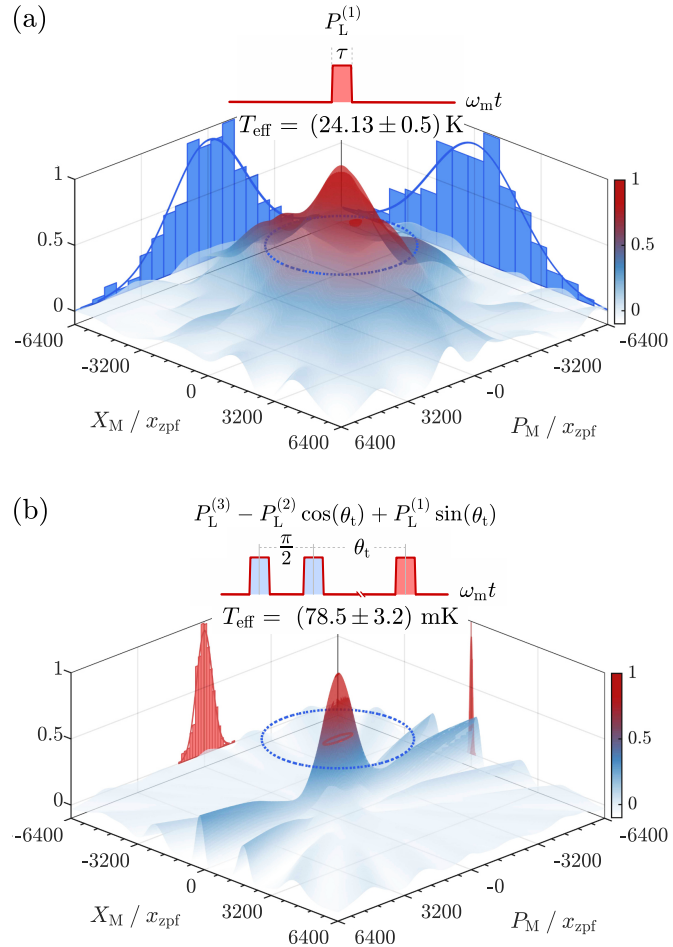 (a)
P_L^(1)
τ
ω_m t
T_eff = (24.13 ± 0.5) K
1
0.5
0
1
0.5
0
-6400
-3200
0
3200
6400
X_M / x_zpf
-6400
-3200
-0
3200
6400
P_M / x_zpf
(b)
P_L^(3) − P_L^(2) cos(θ_t) + P_L^(1) sin(θ_t)
π/2
θ_t
ω_m t
T_eff = (78.5 ± 3.2) mK
1
0.5
0
1
0.5
0
-6400
-3200
0
3200
6400
X_M / x_zpf
-6400
-3200
-0
3200
6400
P_M / x_zpf